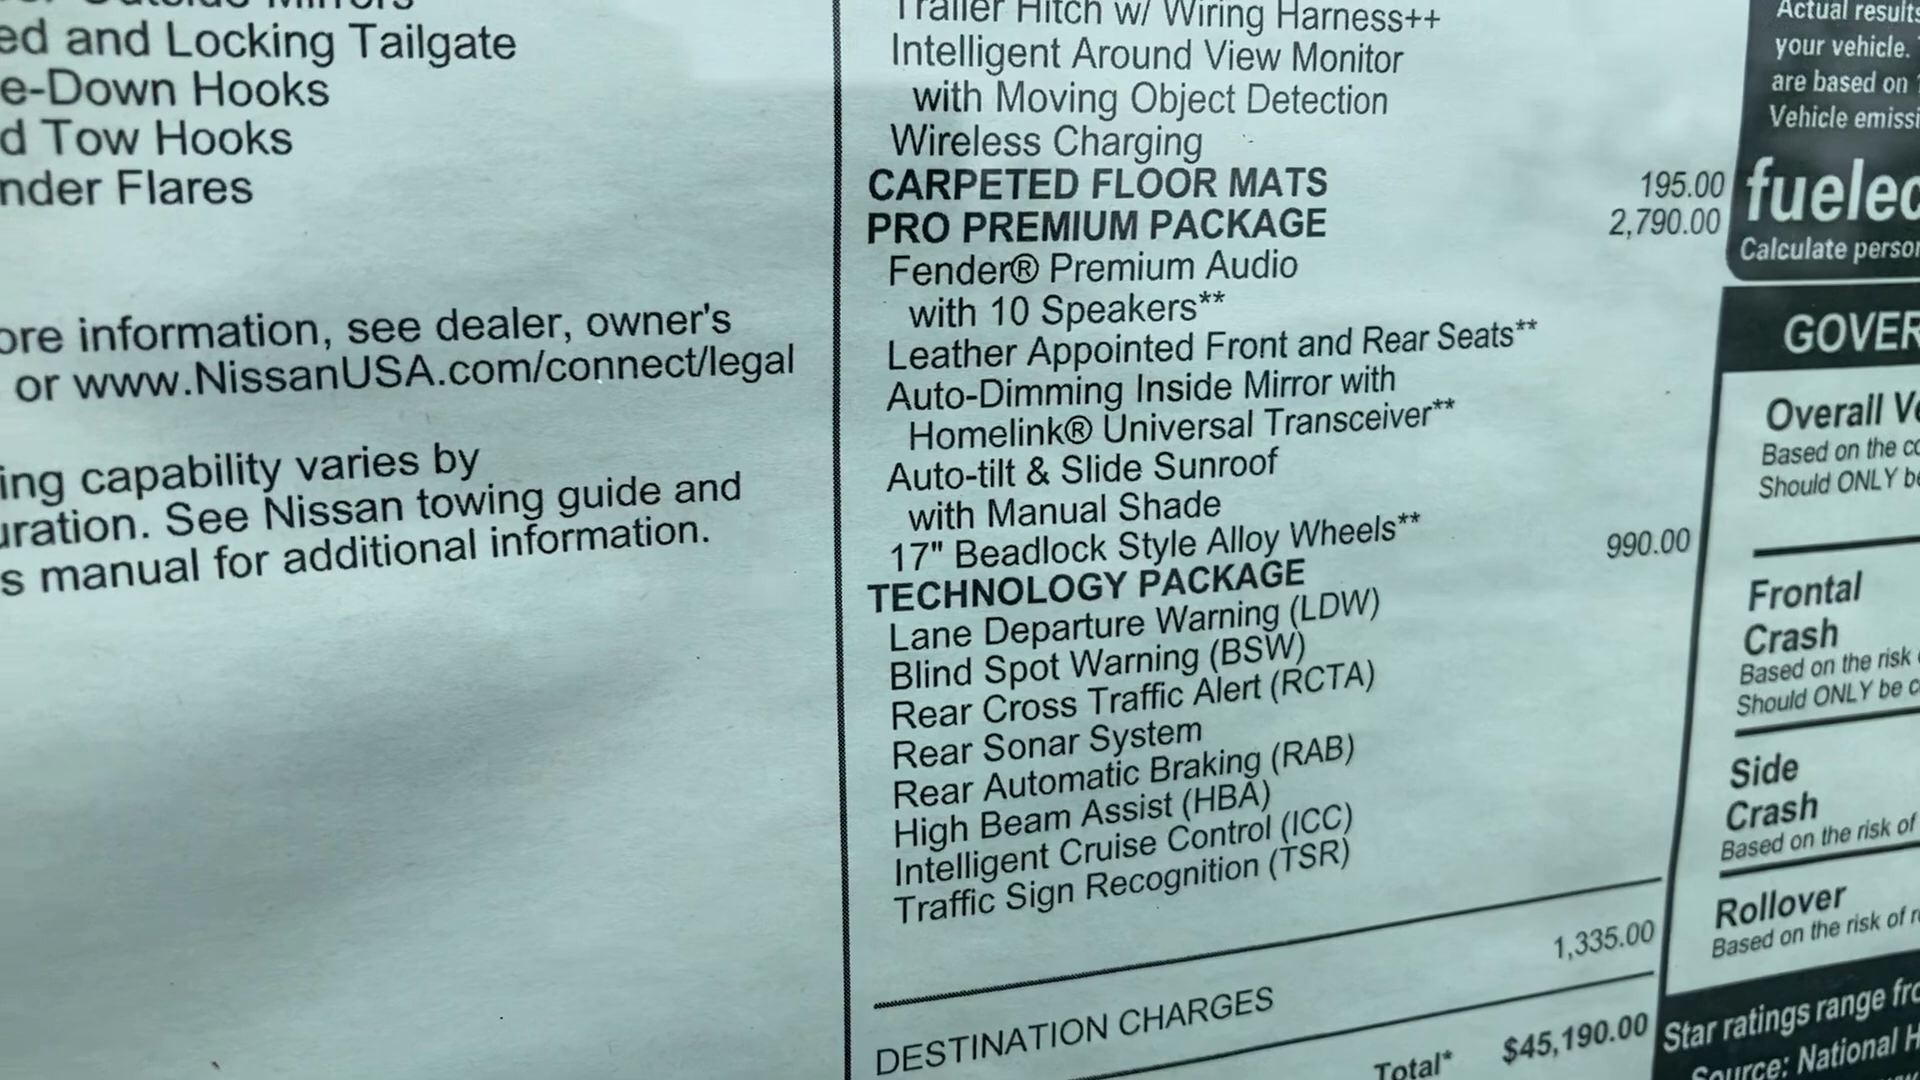 Outside Mirrors
ed and Locking Tailgate
e-Down Hooks
d Tow Hooks
nder Flares
ore information, see dealer, owner's
or www.NissanUSA.com/connect/legal
ing capability varies by
uration. See Nissan towing guide and
s manual for additional information.
Trailer Hitch w/ Wiring Harness++
Intelligent Around View Monitor
with Moving Object Detection
Wireless Charging
CARPETED FLOOR MATS 195.00
PRO PREMIUM PACKAGE 2,790.00
Fender® Premium Audio
with 10 Speakers**
Leather Appointed Front and Rear Seats**
Auto-Dimming Inside Mirror with
Homelink® Universal Transceiver**
Auto-tilt & Slide Sunroof
with Manual Shade
17" Beadlock Style Alloy Wheels**
TECHNOLOGY PACKAGE 990.00
Lane Departure Warning (LDW)
Blind Spot Warning (BSW)
Rear Cross Traffic Alert (RCTA)
Rear Sonar System
Rear Automatic Braking (RAB)
High Beam Assist (HBA)
Intelligent Cruise Control (ICC)
Traffic Sign Recognition (TSR)
DESTINATION CHARGES 1,335.00
Total* $45,190.00
Actual results
your vehicle.
are based on
Vehicle emissi
fuelec
Calculate person
GOVER
Overall Ve
Based on the co
Should ONLY be
Frontal
Crash
Based on the risk
Should ONLY be c
Side
Crash
Based on the risk of
Rollover
Based on the risk of r
Star ratings range fro
Source: National H